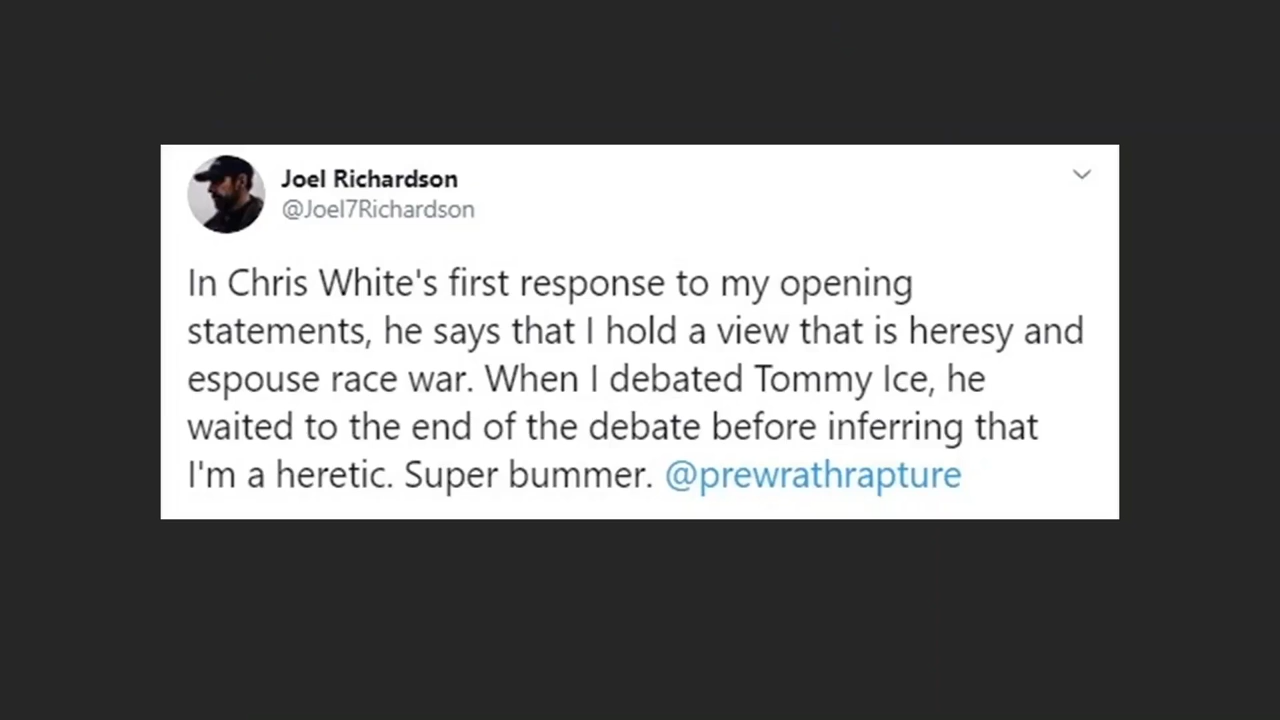 Joel Richardson
@Joel7Richardson
In Chris White's first response to my opening
statements, he says that I hold a view that is heresy and
espouse race war. When I debated Tommy Ice, he
waited to the end of the debate before inferring that
I'm a heretic. Super bummer. @prewrathrapture